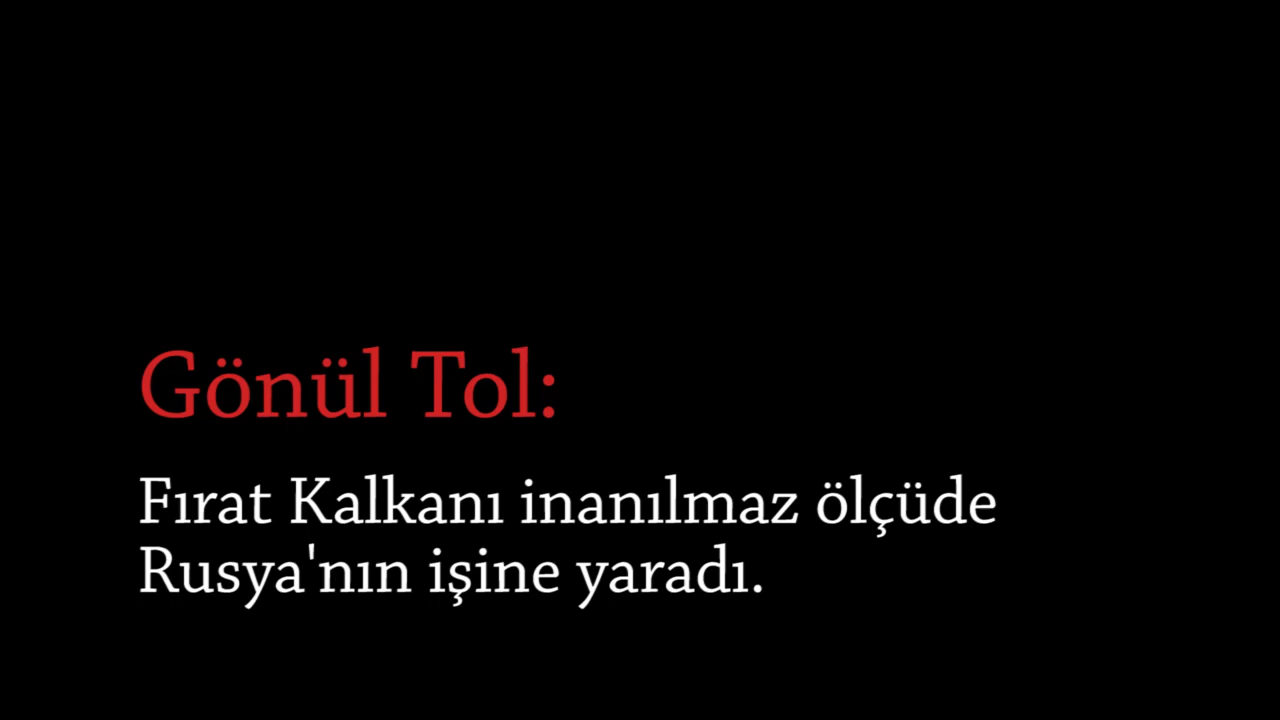 Gönül Tol:
Fırat Kalkanı inanılmaz ölçüde
Rusya'nın işine yaradı.